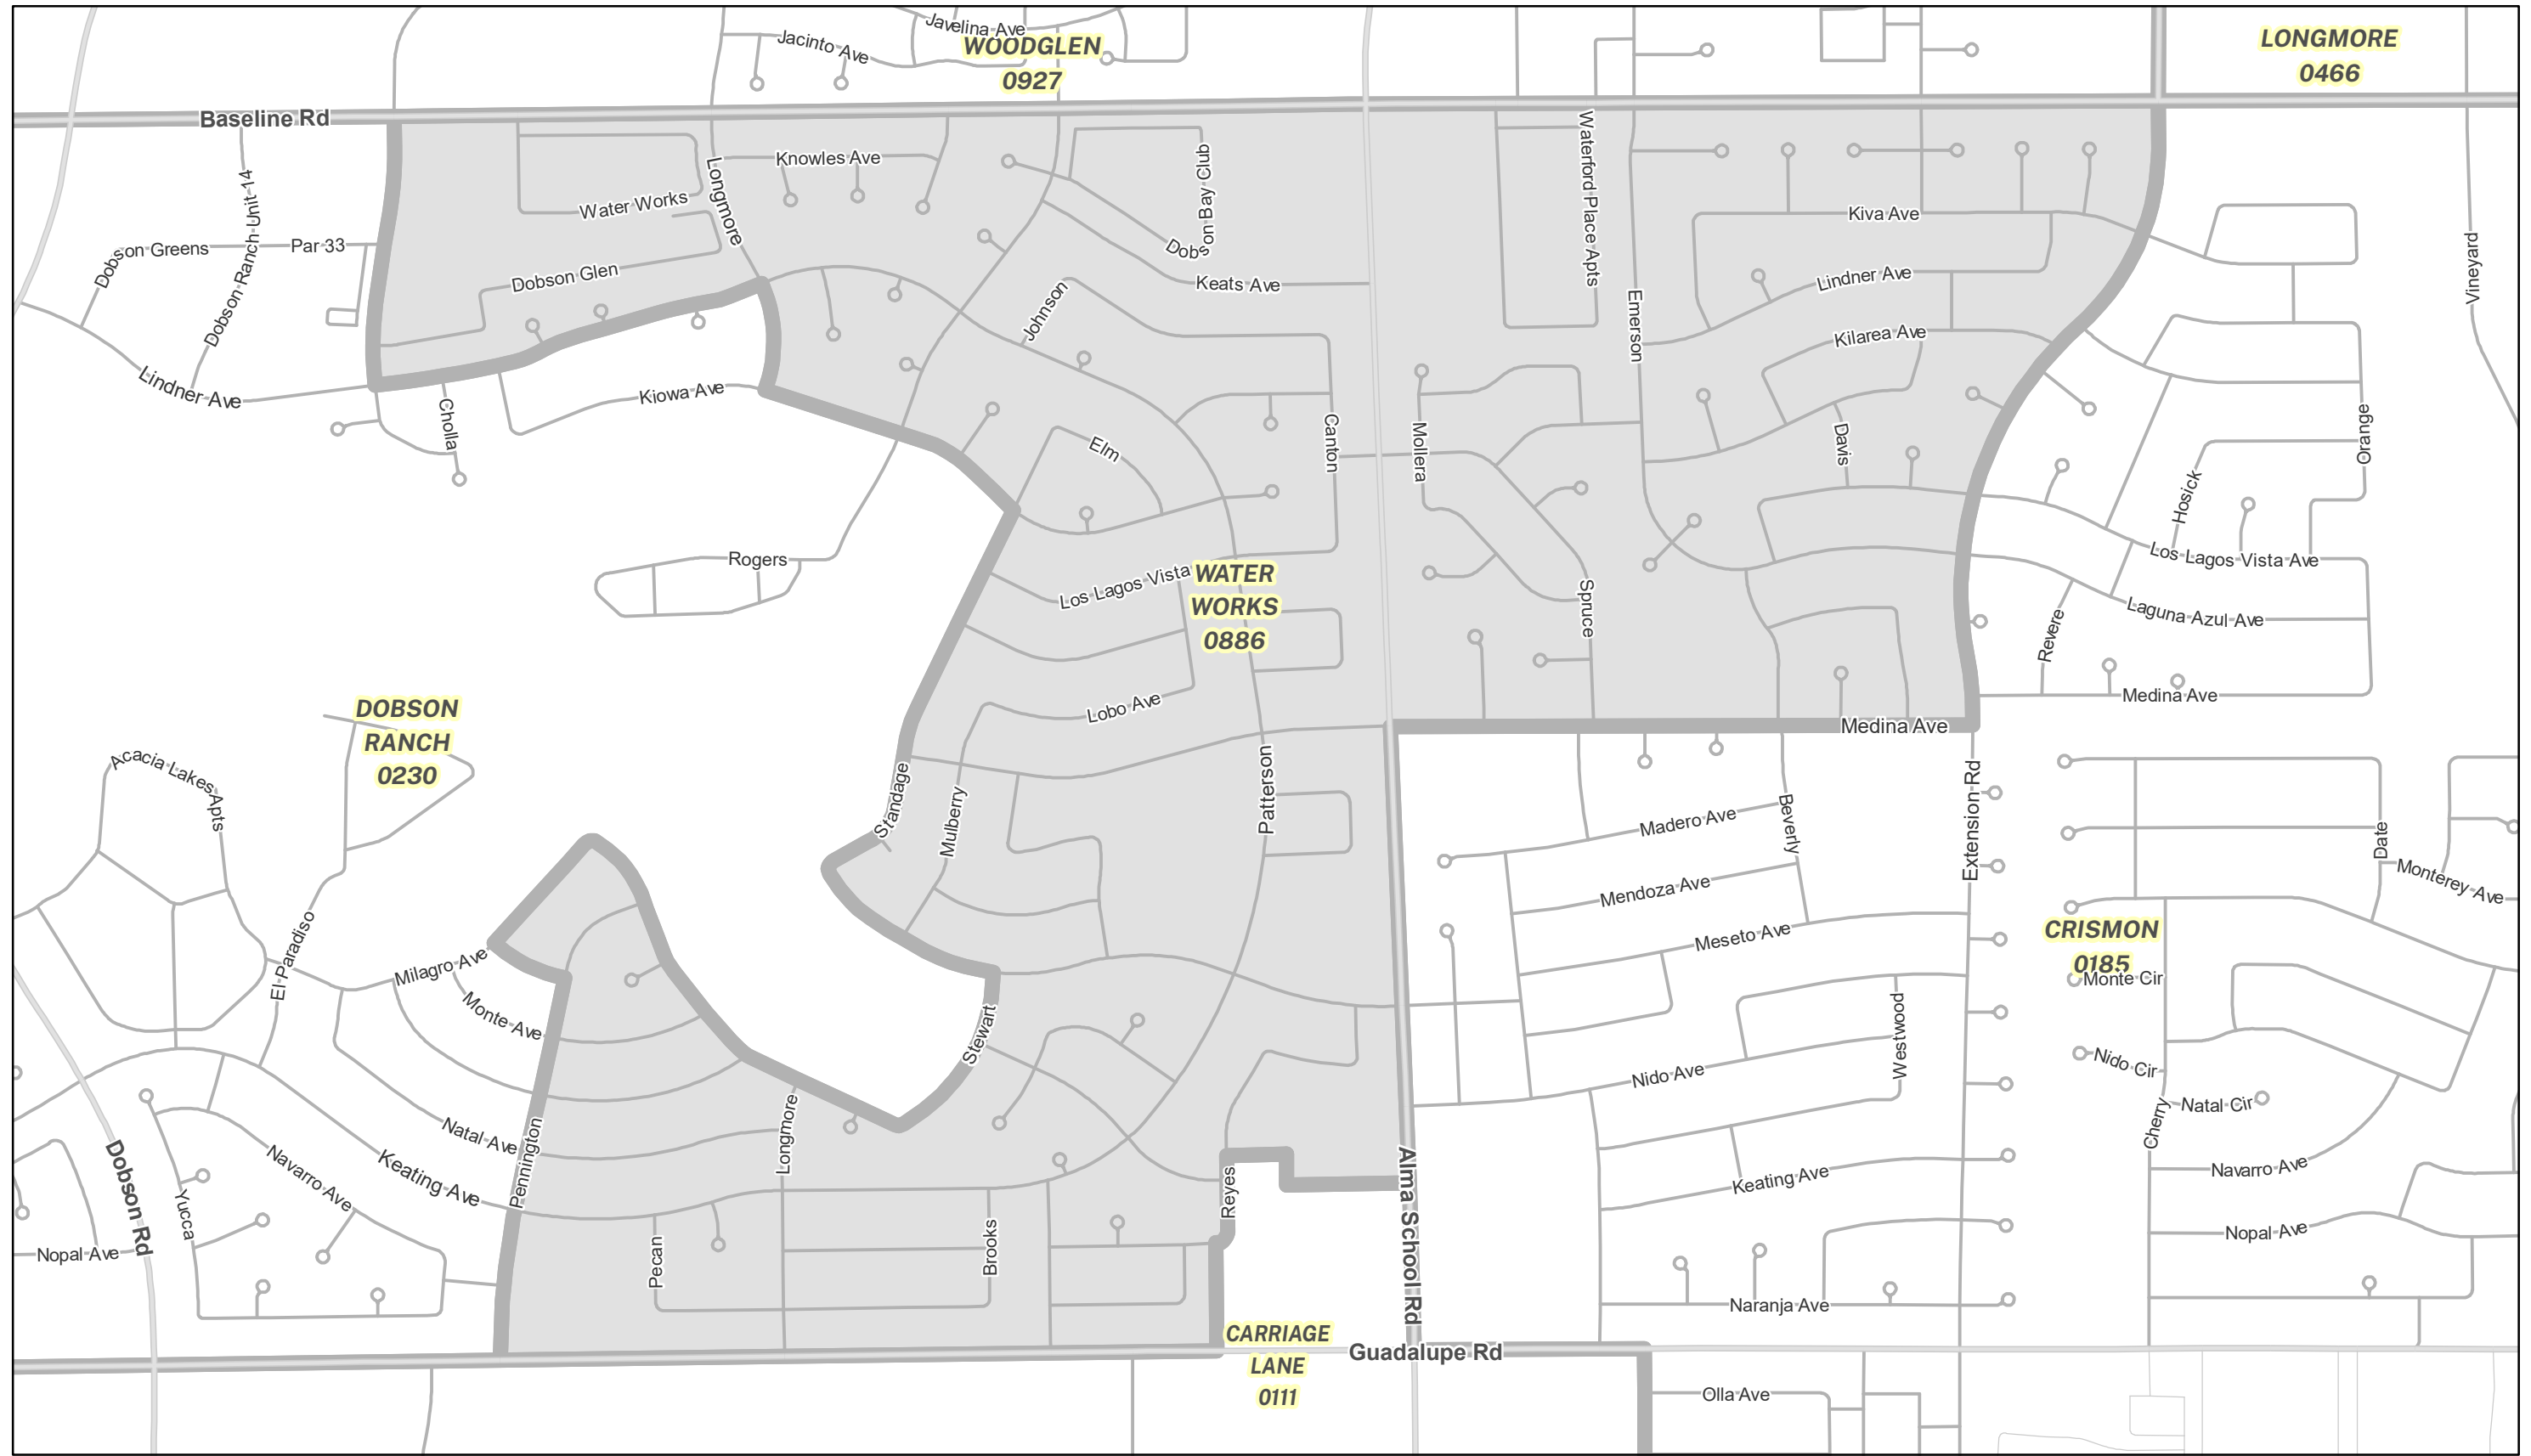 Javelina Ave
Jacinto Ave
WOODGLEN
0927
LONGMORE
0466
Baseline Rd
Knowles Ave
Longmore
Water Works
Dobson Bay Club
Waterford Place Apts
Kiva Ave
Dobson Ranch Unit 14
Dobson Greens
Par 33
Dobson Glen
Keats Ave
Lindner Ave
Vineyard
Johnson
Emerson
Kilarea Ave
Lindner Ave
Kiowa Ave
Cholla
Elm
Canton
Mollera
Davis
Orange
Hosick
Rogers
Los Lagos Vista
WATER
WORKS
0886
Spruce
Los Lagos Vista Ave
Laguna Azul Ave
Revere
Medina Ave
Lobo Ave
Medina Ave
DOBSON
RANCH
0230
Acacia Lakes Apts
Standage
Mulberry
Patterson
Madero Ave
Beverly
Extension Rd
Date
Monterey Ave
Mendoza Ave
Meseto Ave
CRISMON
0185
Monte Cir
El Paradiso
Milagro Ave
Monte Ave
Stewart
Westwood
Nido Ave
Nido Cir
Natal Cir
Cherry
Natal Ave
Pennington
Longmore
Dobson Rd
Navarro Ave
Keating Ave
Yucca
Nopal Ave
Reyes
Alma School Rd
Keating Ave
Navarro Ave
Nopal Ave
Pecan
Brooks
Naranja Ave
CARRIAGE
LANE
0111
Guadalupe Rd
Olla Ave